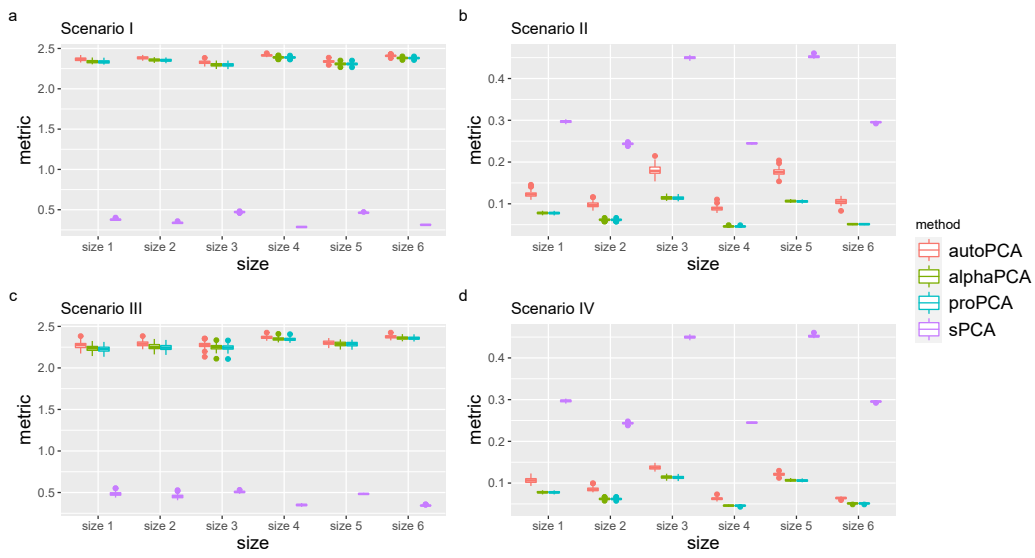 a
Scenario I
2.5
2.0
1.5
1.0
0.5
metric
size 1
size 2
size 3
size 4
size 5
size 6
size
b
Scenario II
0.4
0.3
0.2
0.1
metric
size 1
size 2
size 3
size 4
size 5
size 6
size
c
Scenario III
2.5
2.0
1.5
1.0
0.5
metric
size 1
size 2
size 3
size 4
size 5
size 6
size
d
Scenario IV
0.4
0.3
0.2
0.1
metric
size 1
size 2
size 3
size 4
size 5
size 6
size
method
autoPCA
alphaPCA
proPCA
sPCA